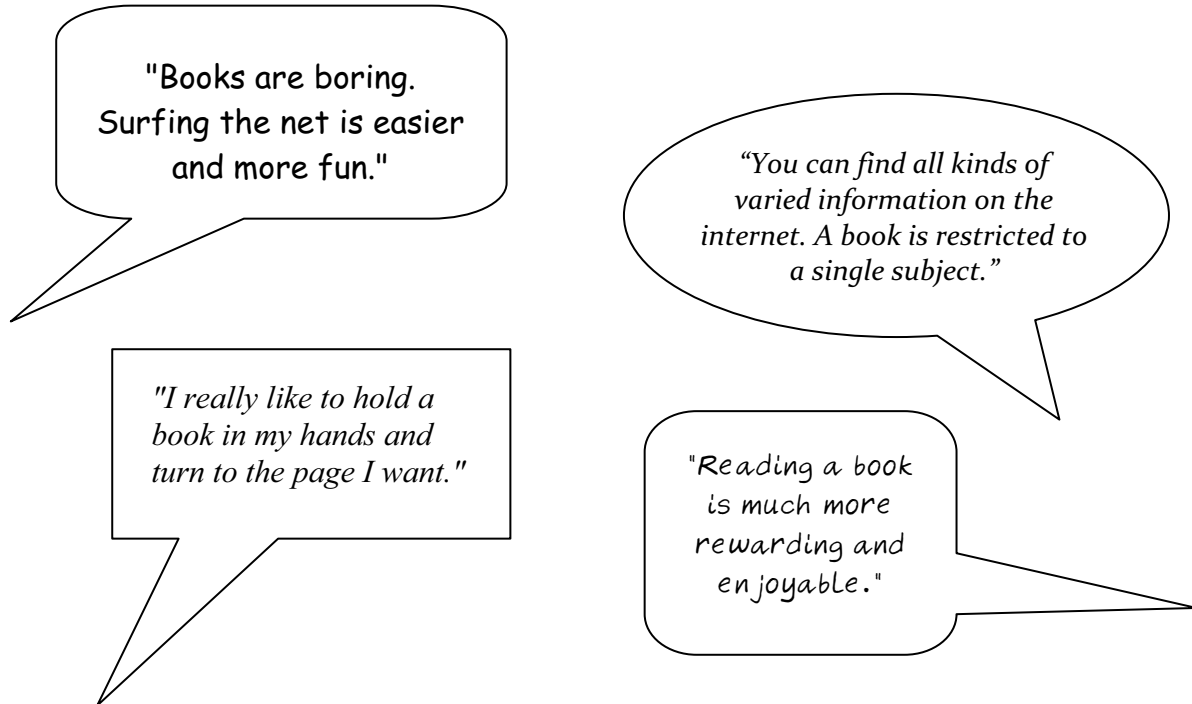 "Books are boring.
Surfing the net is easier
and more fun."
“You can find all kinds of
varied information on the
internet. A book is restricted to
a single subject.”
"I really like to hold a
book in my hands and
turn to the page I want."
"Reading a book
is much more
rewarding and
enjoyable."